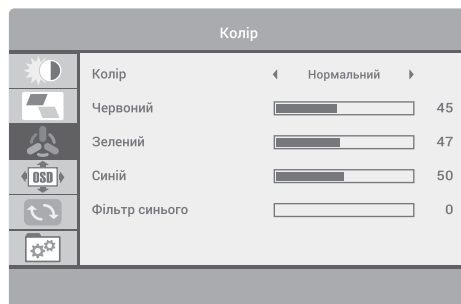 Колір
Колір Нормальний
Червоний 45
Зелений 47
Синій 50
OSD
Фільтр синього 0